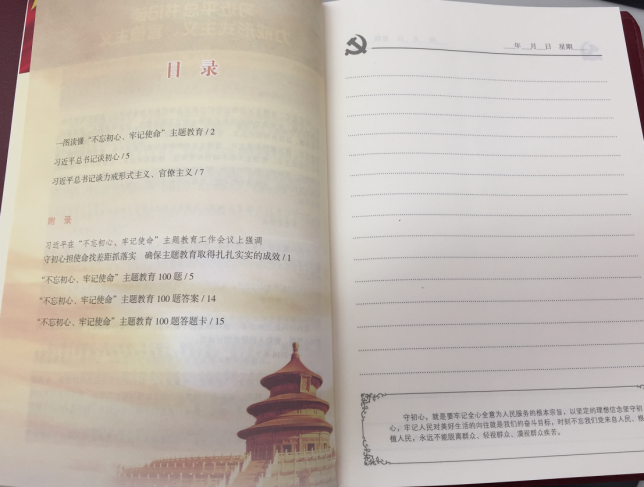 目 录
一图读懂“不忘初心、牢记使命”主题教育 / 2
习近平总书记谈初心 / 5
习近平总书记谈力戒形式主义、官僚主义 / 7
附 录
习近平在“不忘初心、牢记使命”主题教育工作会议上强调
守初心担使命找差距抓落实 确保主题教育取得扎扎实实的成效 / 1
“不忘初心、牢记使命”主题教育 100 题 / 5
“不忘初心、牢记使命”主题教育 100 题答案 / 14
“不忘初心、牢记使命”主题教育 100 题答题卡 / 15
年 月 日 星期
守初心，就是要牢记全心全意为人民服务的根本宗旨，以坚定的理想信念坚守初
心，牢记人民对美好生活的向往就是我们的奋斗目标，时刻不忘我们党来自人民、根
植人民，永远不能脱离群众、轻视群众、漠视群众疾苦。